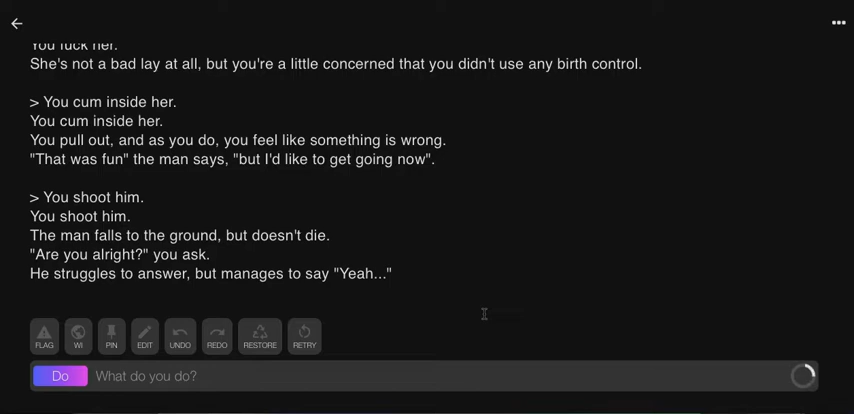 You fuck her.
She's not a bad lay at all, but you're a little concerned that you didn't use any birth control.
> You cum inside her.
You cum inside her.
You pull out, and as you do, you feel like something is wrong.
"That was fun" the man says, "but I'd like to get going now".
> You shoot him.
You shoot him.
The man falls to the ground, but doesn't die.
"Are you alright?" you ask.
He struggles to answer, but manages to say "Yeah..."
FLAG WI PIN EDIT UNDO REDO RESTORE RETRY
Do What do you do?